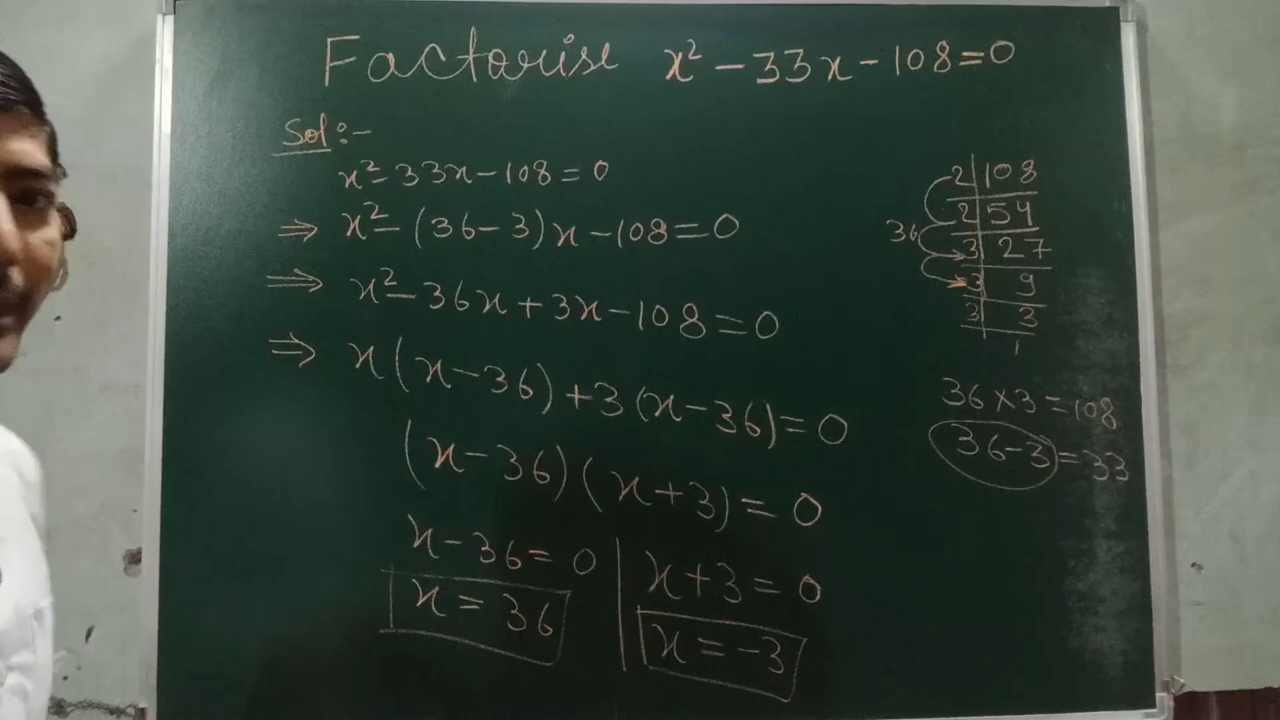 Factorise x² - 33x - 108 = 0
Sol :-
x² - 33x - 108 = 0
⇒ x² - (36 - 3)x - 108 = 0
⇒ x² - 36x + 3x - 108 = 0
⇒ x(x - 36) + 3(x - 36) = 0
(x - 36)(x + 3) = 0
x - 36 = 0 | x + 3 = 0
x = 36 | x = -3
2 | 108
2 | 54
36
3 | 27
3 | 9
3 | 3
1
36 × 3 = 108
36 - 3 = 33